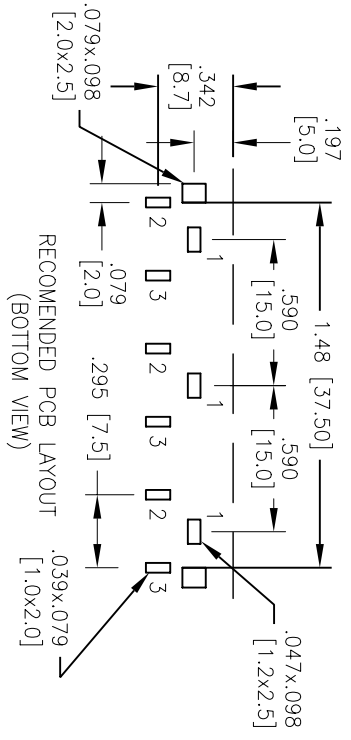 .079x.098
[2.0x2.5]
.342
[8.7]
.197
[5.0]
1.48 [37.50]
.590
[15.0]
.590
[15.0]
.047x.098
[1.2x2.5]
1
1
1
2
3
2
3
2
3
.079
[2.0]
.295 [7.5]
.039x.079
[1.0x2.0]
RECOMENDED PCB LAYOUT
(BOTTOM VIEW)